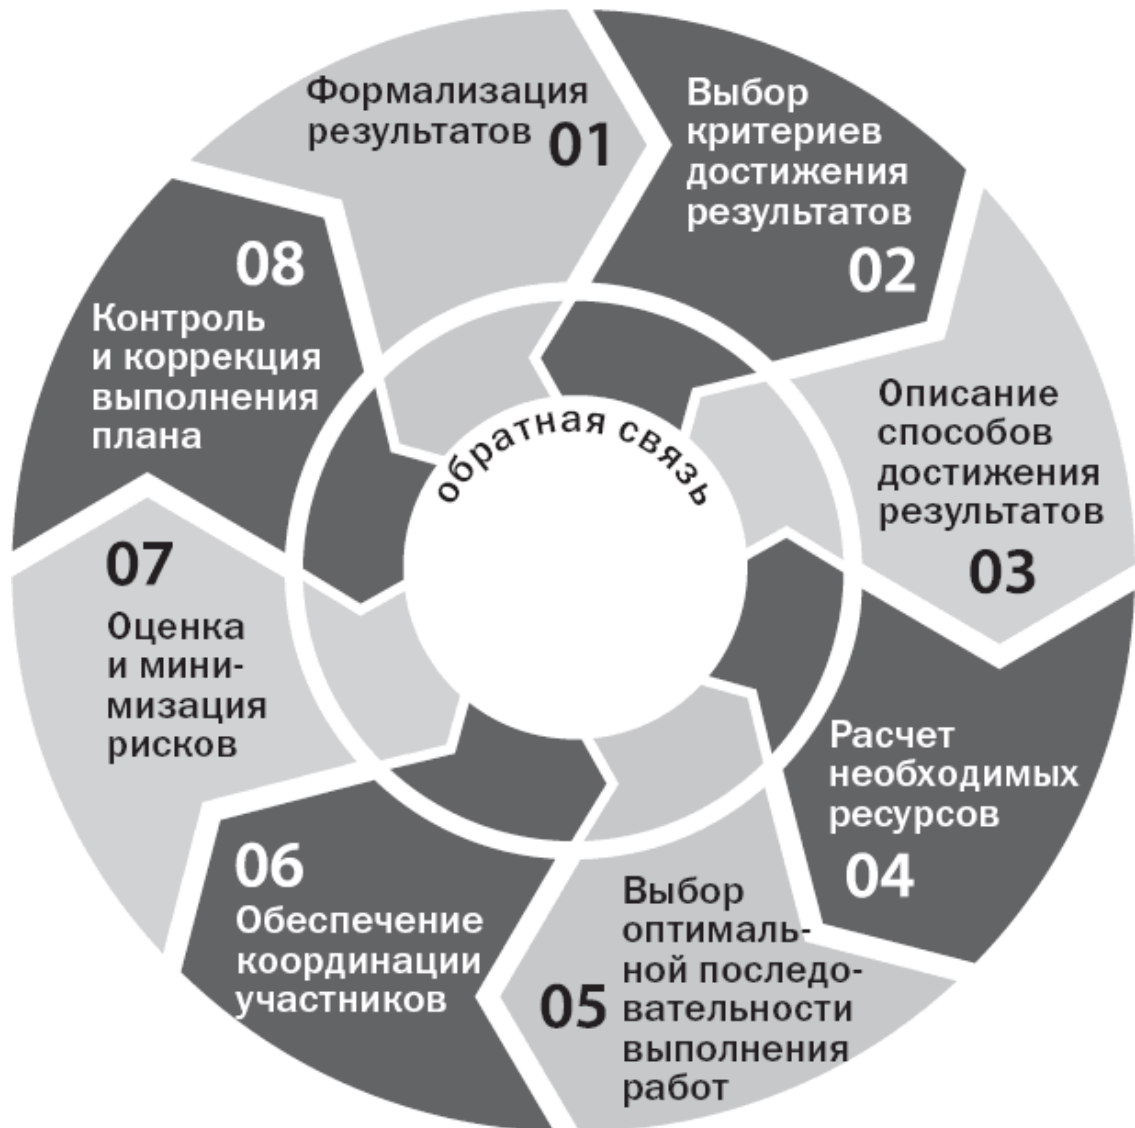 Формализация
результатов
01
Выбор
критериев
достижения
результатов
02
Описание
способов
достижения
результатов
03
Расчет
необходимых
ресурсов
04
05
Выбор
оптималь-
ной последо-
вательности
выполнения
работ
06
Обеспечение
координации
участников
07
Оценка
и мини-
мизация
рисков
08
Контроль
и коррекция
выполнения
плана
обратная связь